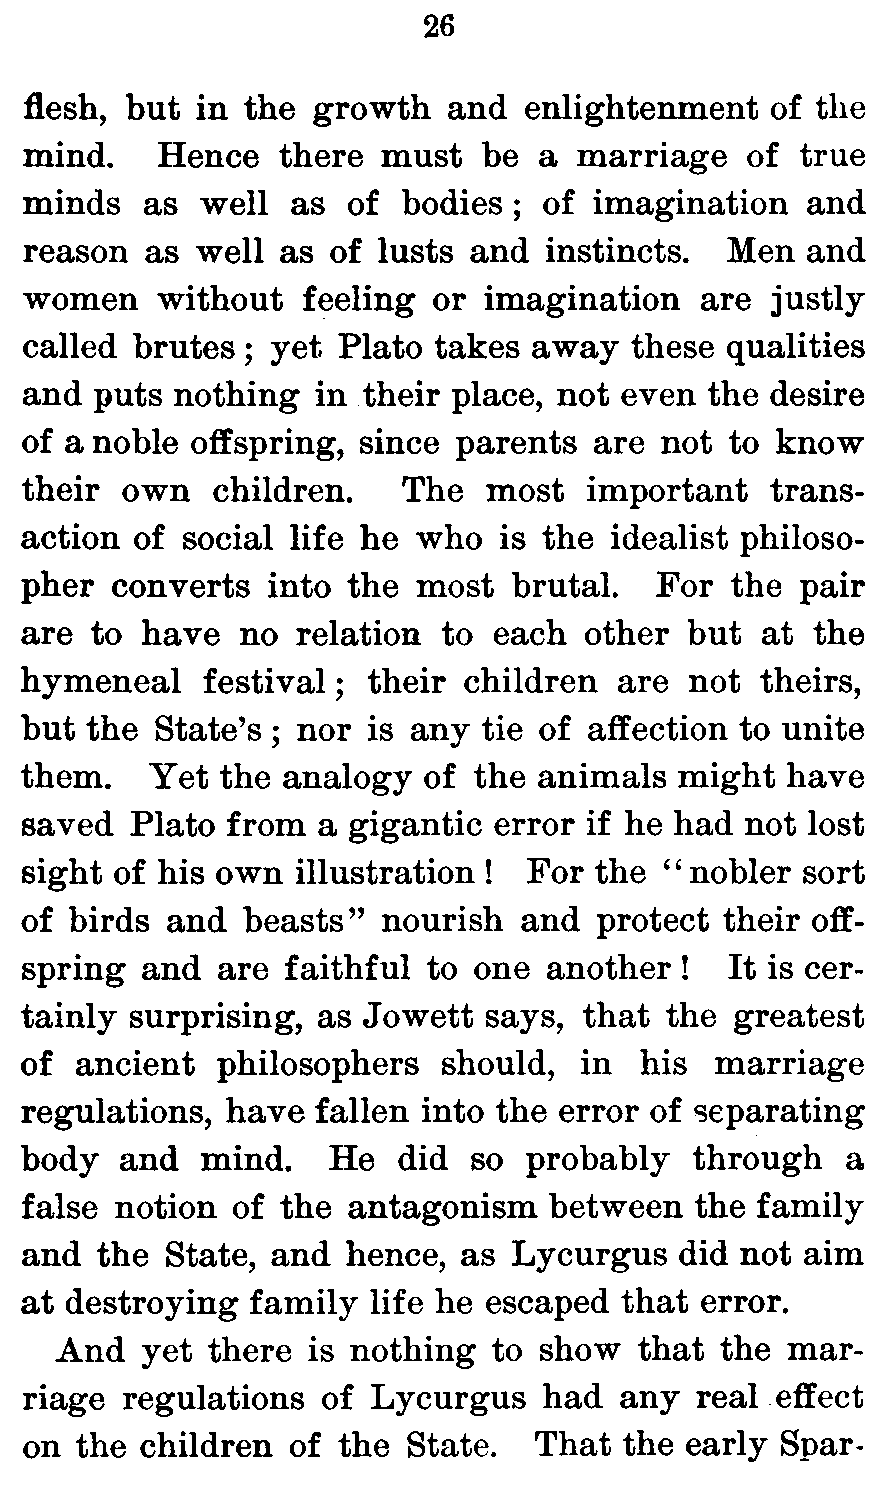 26
flesh, but in the growth and enlightenment of the
mind. Hence there must be a marriage of true
minds as well as of bodies; of imagination and
reason as well as of lusts and instincts. Men and
women without feeling or imagination are justly
called brutes; yet Plato takes away these qualities
and puts nothing in their place, not even the desire
of a noble offspring, since parents are not to know
their own children. The most important trans-
action of social life he who is the idealist philoso-
pher converts into the most brutal. For the pair
are to have no relation to each other but at the
hymeneal festival; their children are not theirs,
but the State's; nor is any tie of affection to unite
them. Yet the analogy of the animals might have
saved Plato from a gigantic error if he had not lost
sight of his own illustration! For the "nobler sort
of birds and beasts" nourish and protect their off-
spring and are faithful to one another! It is cer-
tainly surprising, as Jowett says, that the greatest
of ancient philosophers should, in his marriage
regulations, have fallen into the error of separating
body and mind. He did so probably through a
false notion of the antagonism between the family
and the State, and hence, as Lycurgus did not aim
at destroying family life he escaped that error.
And yet there is nothing to show that the mar-
riage regulations of Lycurgus had any real effect
on the children of the State. That the early Spar-